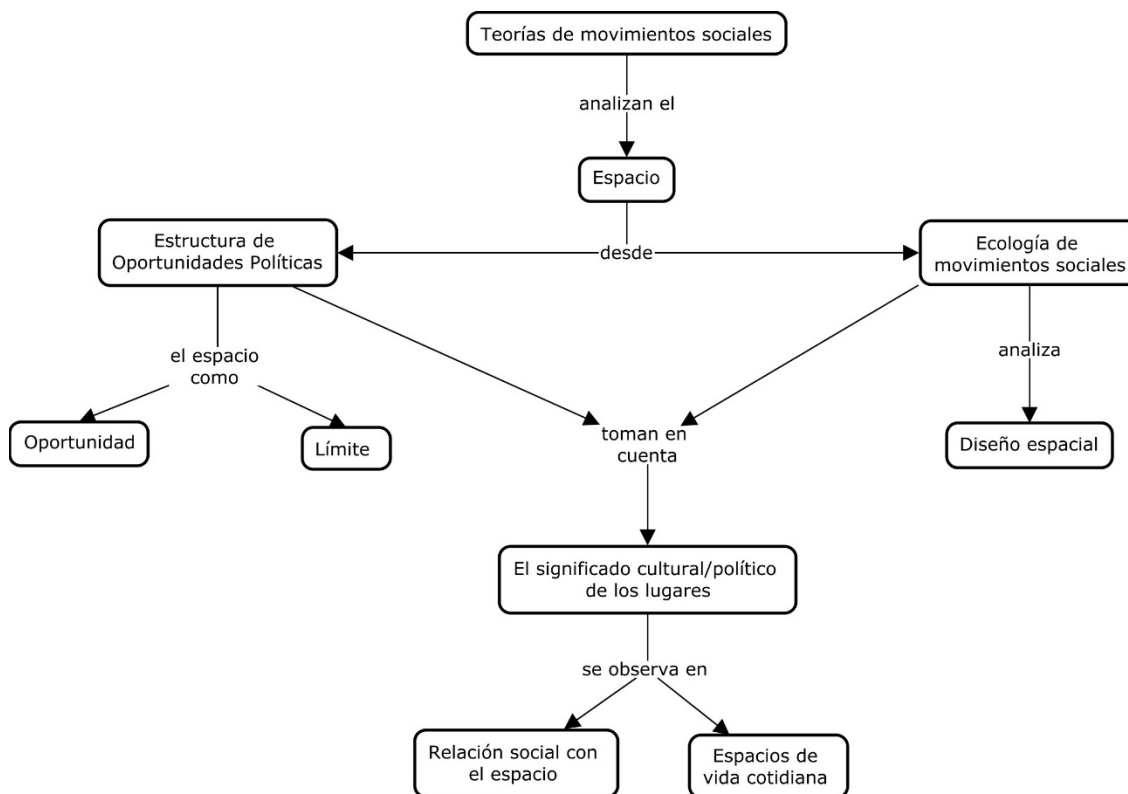 Teorías de movimientos sociales
analizan el
Espacio
desde
Estructura de
Oportunidades Políticas
Ecología de
movimientos sociales
el espacio
como
analiza
Oportunidad
Límite
toman en
cuenta
Diseño espacial
El significado cultural/político
de los lugares
se observa en
Relación social con
el espacio
Espacios de
vida cotidiana